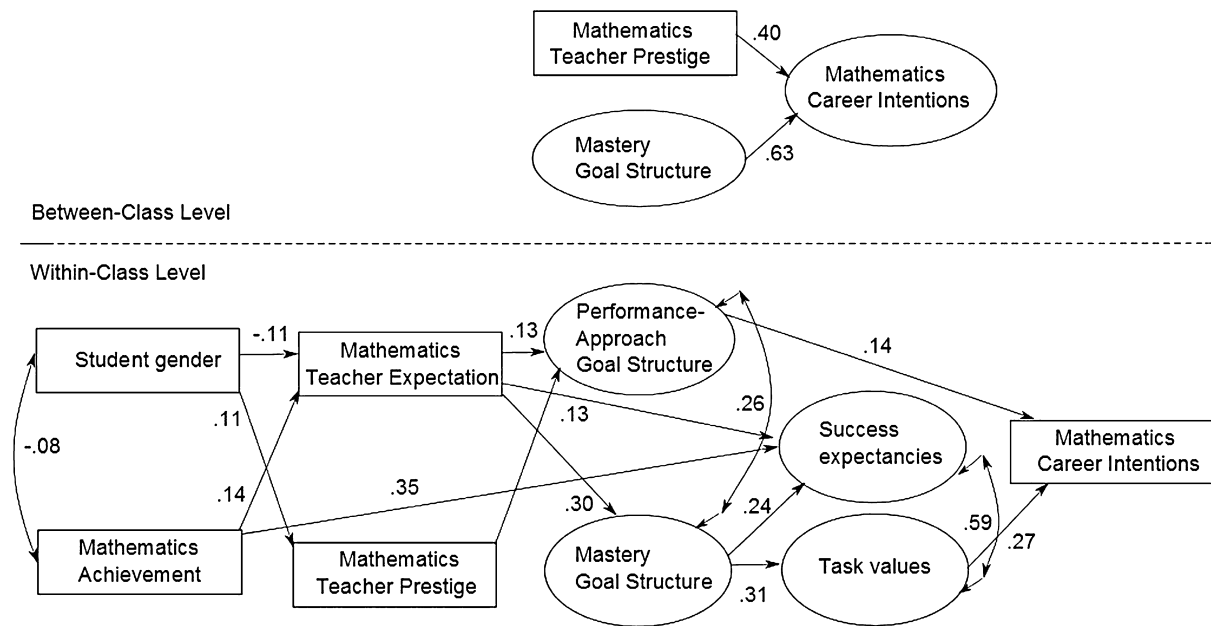 Mathematics
Teacher Prestige
.40
Mathematics
Career Intentions
Mastery
Goal Structure
.63
Between-Class Level
Within-Class Level
Student gender
-.11
Mathematics
Teacher Expectation
.13
Performance-
Approach
Goal Structure
.14
-.08
.11
.13
.26
Success
expectancies
Mathematics
Career Intentions
.14
.35
.30
.24
.59
.27
Mathematics
Achievement
Mathematics
Teacher Prestige
Mastery
Goal Structure
.31
Task values